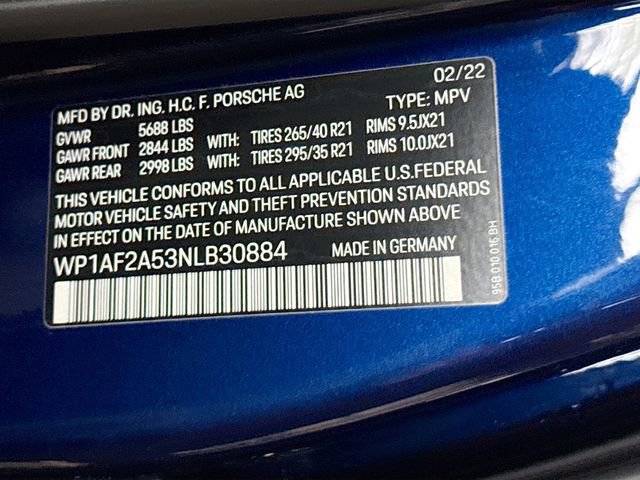 02/22
MFD BY DR. ING. H.C. F. PORSCHE AG
TYPE: MPV
GVWR 5688 LBS
GAWR FRONT 2844 LBS WITH: TIRES 265/40 R21 RIMS 9.5JX21
GAWR REAR 2998 LBS WITH: TIRES 295/35 R21 RIMS 10.0JX21
THIS VEHICLE CONFORMS TO ALL APPLICABLE U.S.FEDERAL
MOTOR VEHICLE SAFETY AND THEFT PREVENTION STANDARDS
IN EFFECT ON THE DATE OF MANUFACTURE SHOWN ABOVE
WP1AF2A53NLB30884 MADE IN GERMANY
95B 010 016 BH